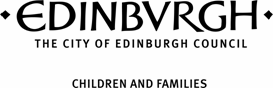 ·EDINBVRGH·
THE CITY OF EDINBURGH COUNCIL
CHILDREN AND FAMILIES